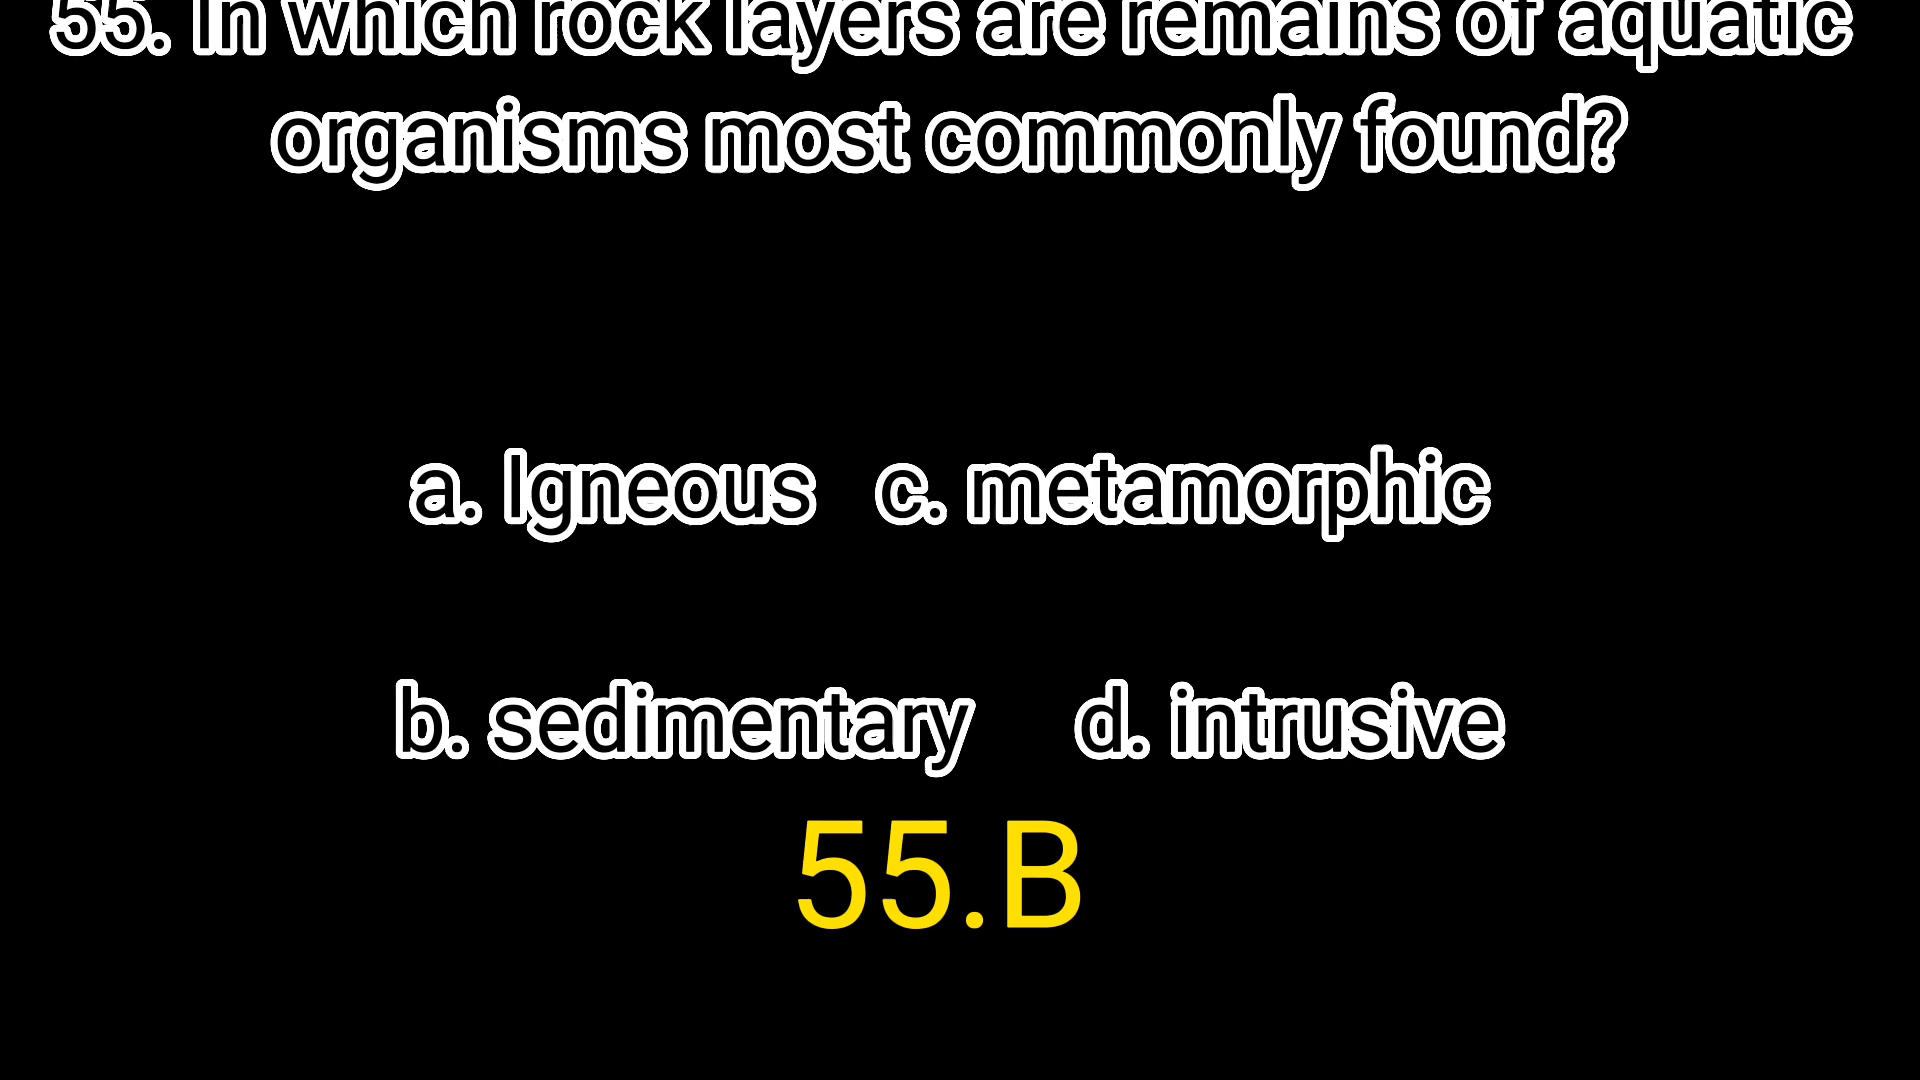 55. In which rock layers are remains of aquatic
organisms most commonly found?
a. Igneous c. metamorphic
b. sedimentary d. intrusive
55.B